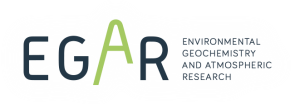 EGAR
ENVIRONMENTAL
GEOCHEMISTRY
AND ATMOSPHERIC
RESEARCH